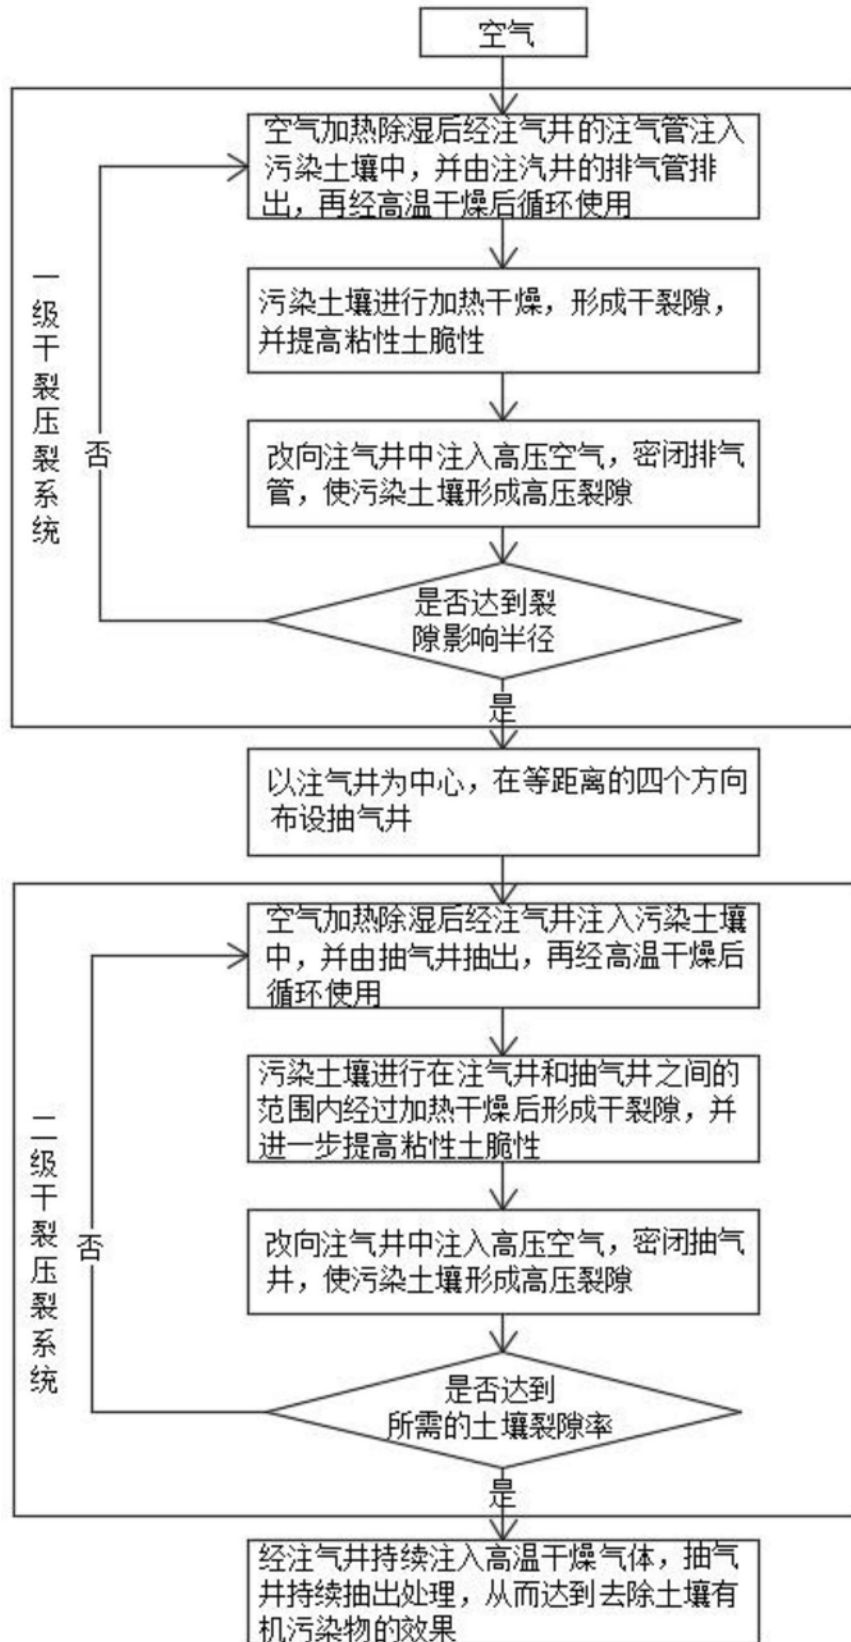 空气
空气加热除湿后经注气井的注气管注入
污染土壤中，并由注汽井的排气管排
出，再经高温干燥后循环使用
污染土壤进行加热干燥，形成干裂隙，
并提高粘性土脆性
一级干裂压裂系统
否
改向注气井中注入高压空气，密闭排气
管，使污染土壤形成高压裂隙
是否达到裂
隙影响半径
是
以注气井为中心，在等距离的四个方向
布设抽气井
空气加热除湿后经注气井注入污染土壤
中，并由抽气井抽出，再经高温干燥后
循环使用
污染土壤进行在注气井和抽气井之间的
范围内经过加热干燥后形成干裂隙，并
进一步提高粘性土脆性
二级干裂压裂系统
否
改向注气井中注入高压空气，密闭抽气
井，使污染土壤形成高压裂隙
是否达到
所需的土壤裂隙率
是
经注气井持续注入高温干燥气体，抽气
井持续抽出处理，从而达到去除土壤有
机污染物的效果